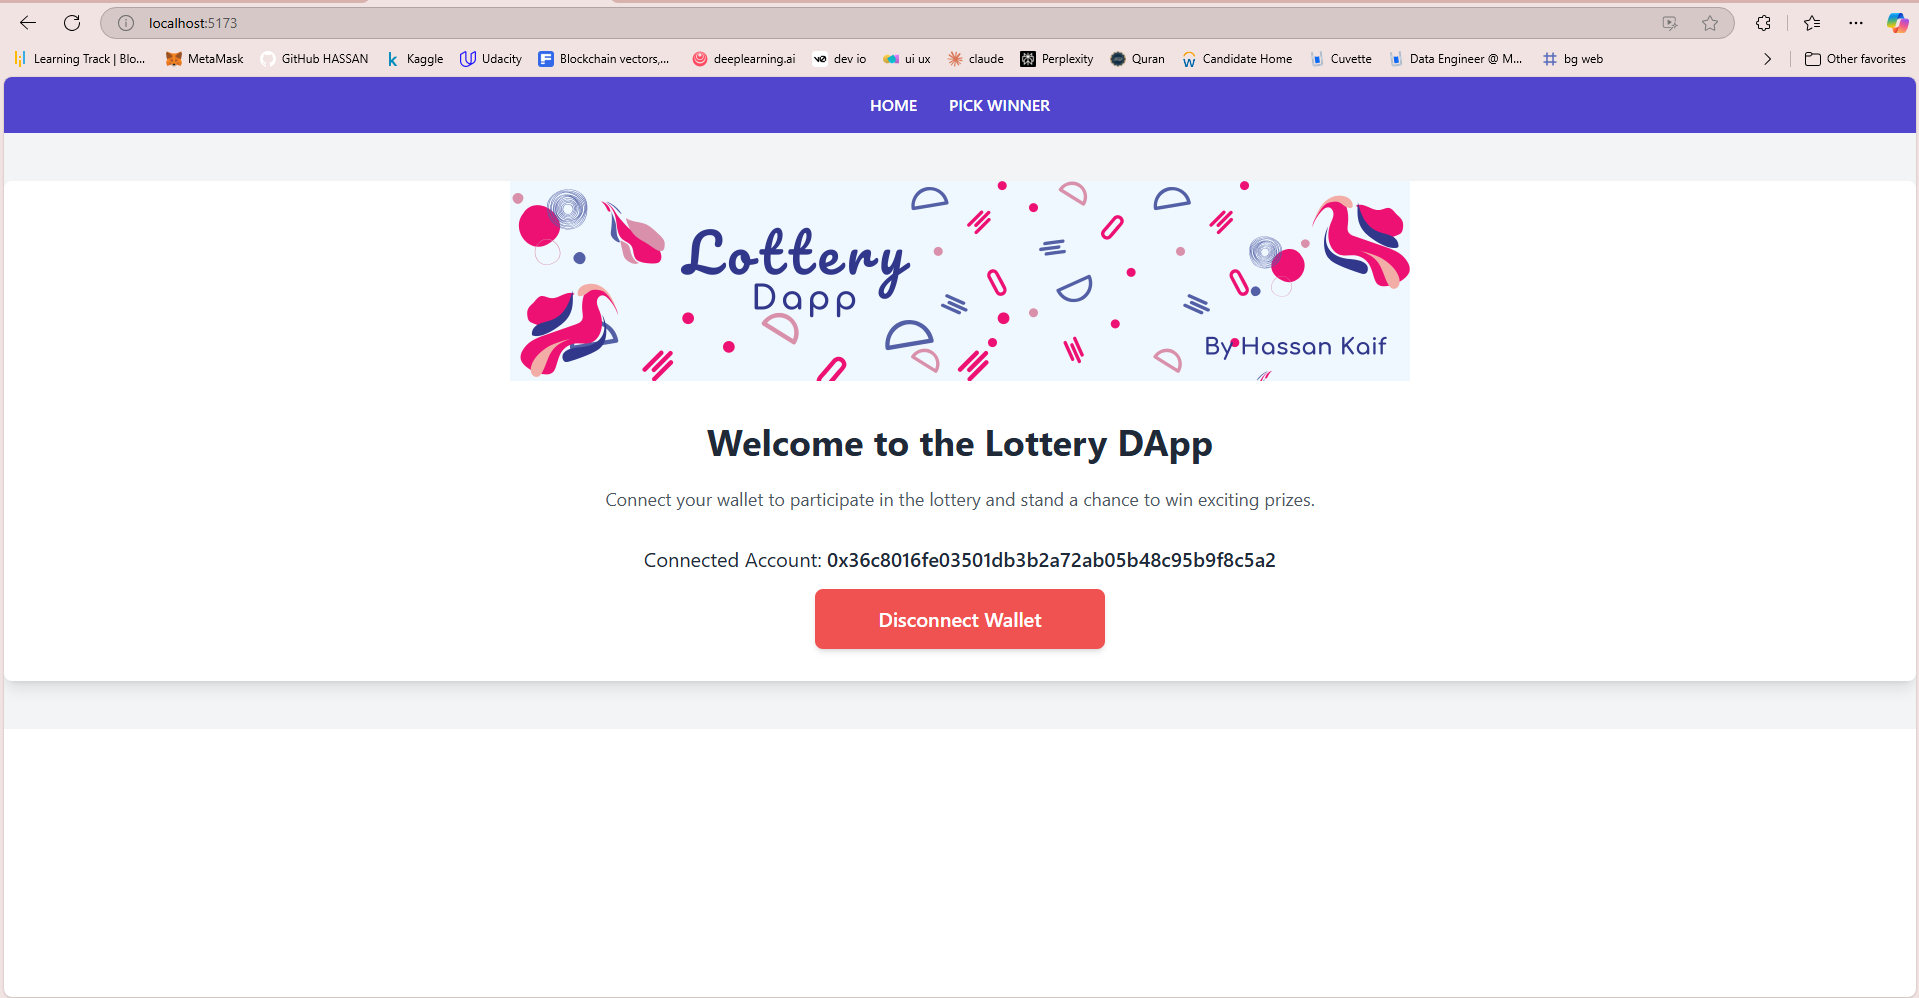 localhost:5173
Learning Track | Blo... MetaMask GitHub HASSAN Kaggle Udacity Blockchain vectors,... deeplearning.ai dev io ui ux claude Perplexity Quran Candidate Home Cuvette Data Engineer @ M... bg web Other favorites
HOME PICK WINNER
Lottery
Dapp
By Hassan Kaif
Welcome to the Lottery DApp
Connect your wallet to participate in the lottery and stand a chance to win exciting prizes.
Connected Account: 0x36c8016fe03501db3b2a72ab05b48c95b9f8c5a2
Disconnect Wallet